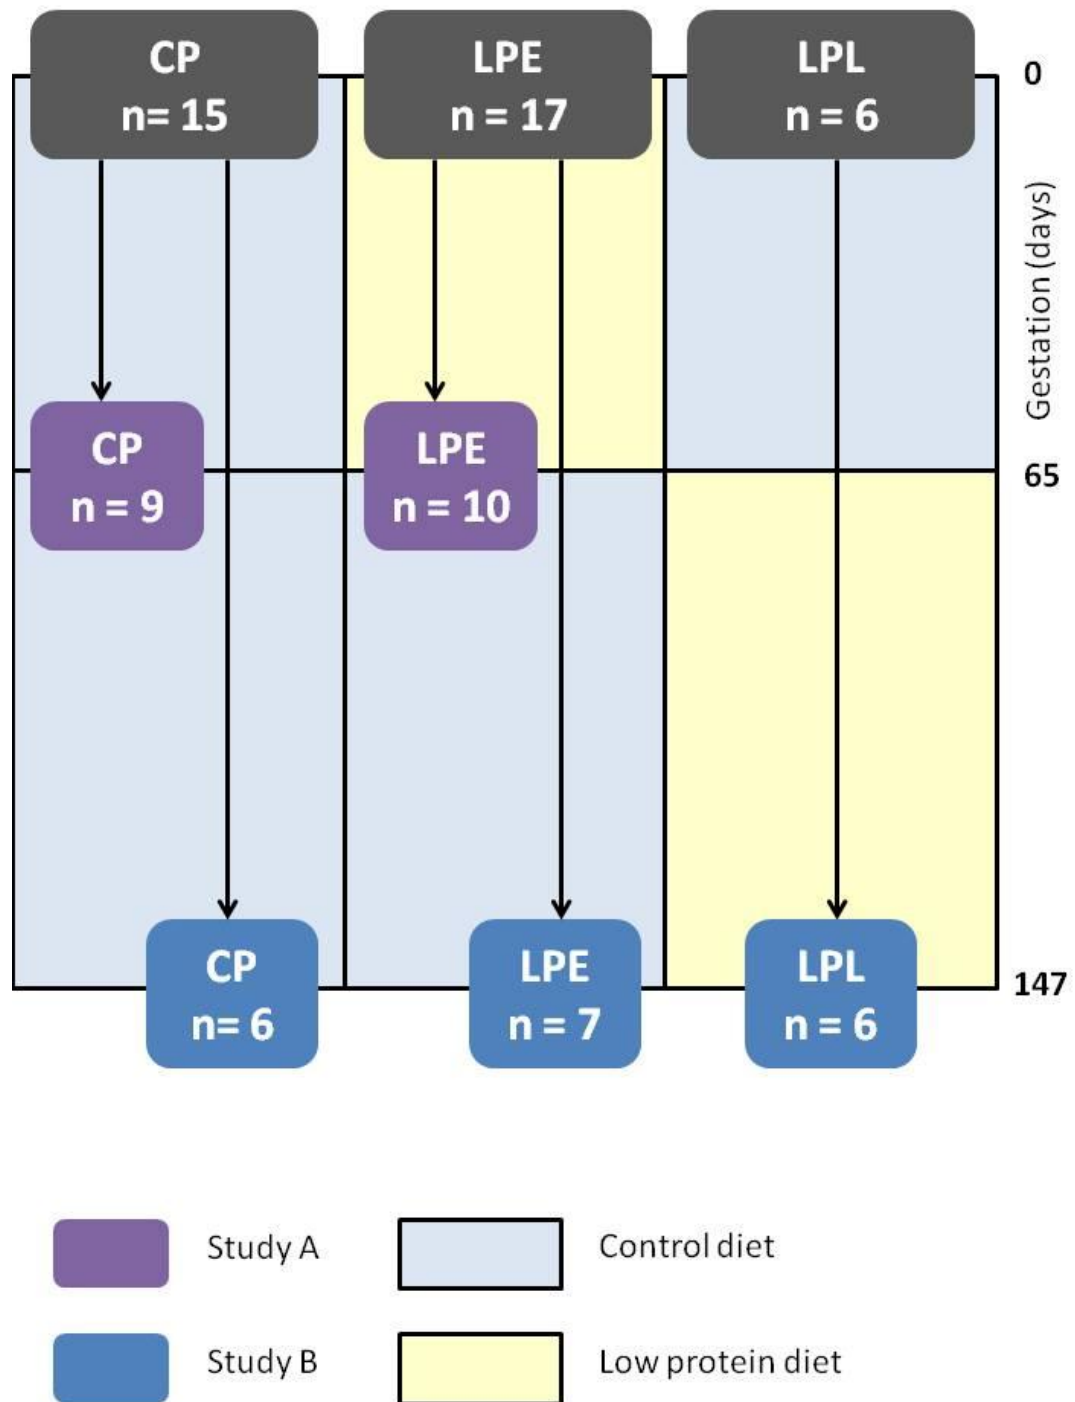 CP
n= 15
LPE
n = 17
LPL
n = 6
0
Gestation (days)
CP
n = 9
LPE
n = 10
65
CP
n= 6
LPE
n = 7
LPL
n = 6
147
Study A
Control diet
Study B
Low protein diet